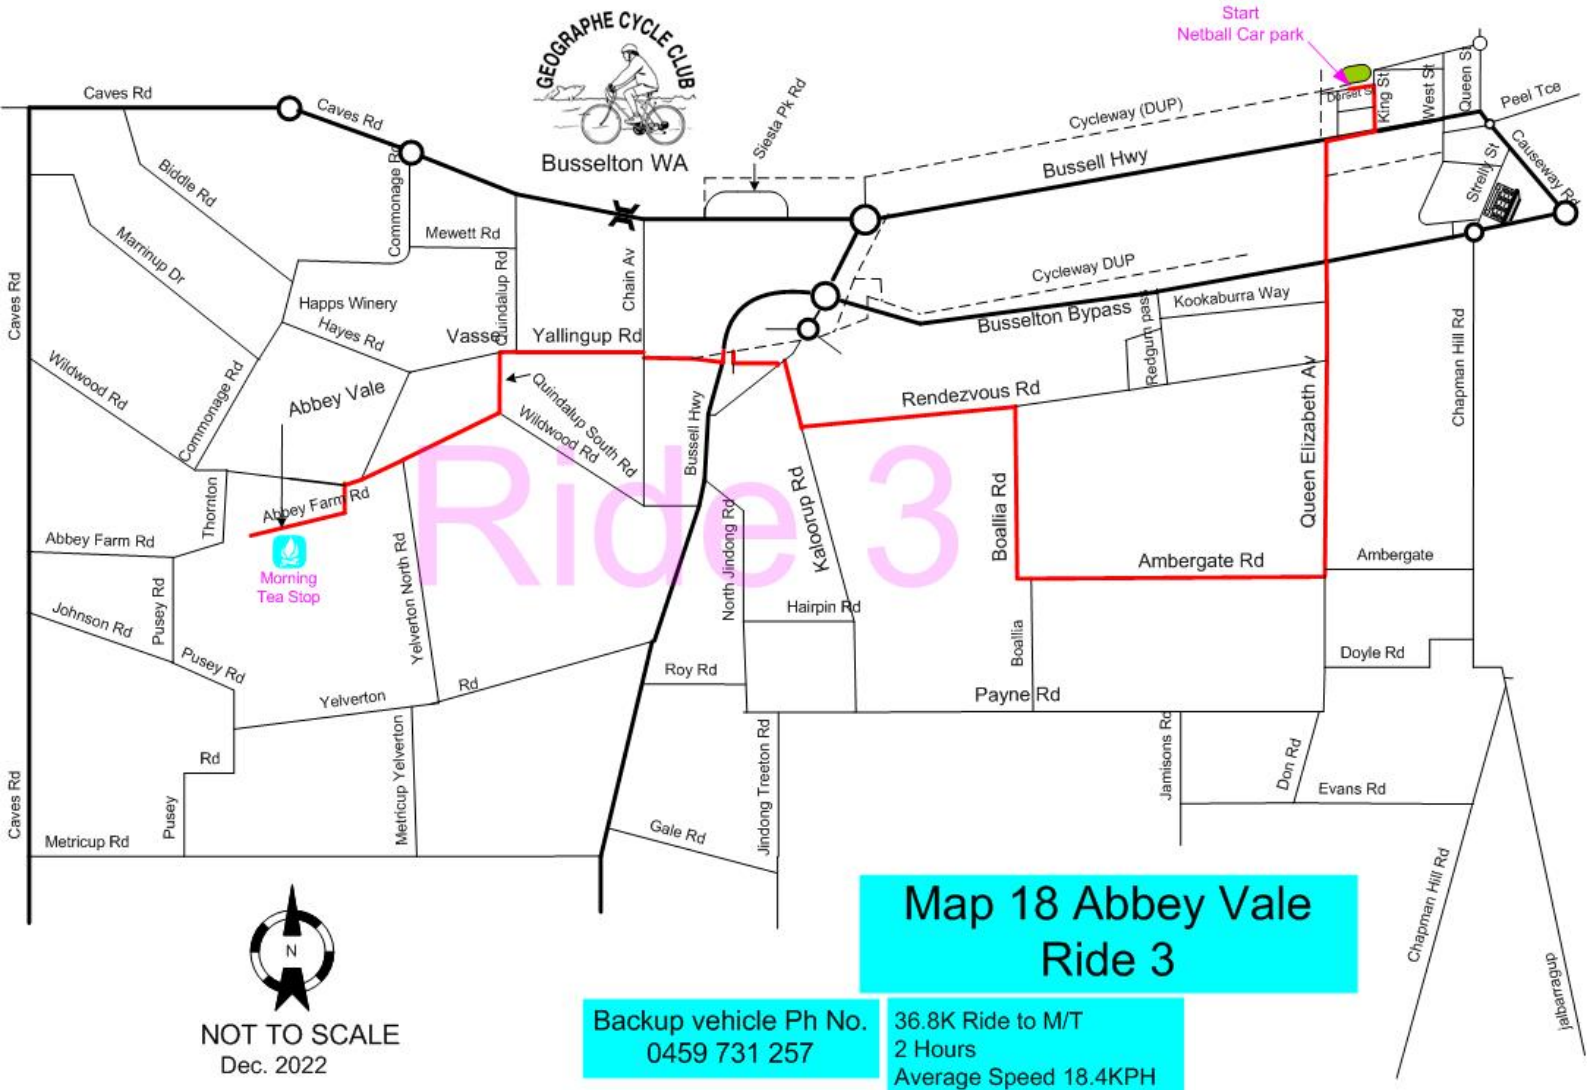 Start
Netball Car park
GEOGRAPHE CYCLE CLUB
Busselton WA
Caves Rd
Caves Rd
Siesta Pk Rd
Cycleway (DUP)
Dorset S
King St
West St
Queen St
Peel Tce
Causeway Rd
Strelly St
Bussell Hwy
Biddle Rd
Commonage Rd
Mewett Rd
Marrinup Dr
Quindalup Rd
Chain Av
Cycleway DUP
Kookaburra Way
Busselton Bypass
Redgum pass
Caves Rd
Happs Winery
Hayes Rd
Vasse
Yallingup Rd
Chapman Hill Rd
Wildwood Rd
Commonage Rd
Abbey Vale
Quindalup South Rd
Wildwood Rd
Bussell Hwy
Rendezvous Rd
Queen Elizabeth Av
Ride 3
Thornton
Abbey Farm Rd
Kaloorup Rd
Boallia Rd
Abbey Farm Rd
Yelverton North Rd
North Jindong Rd
Ambergate Rd
Ambergate
Morning
Tea Stop
Pusey Rd
Johnson Rd
Hairpin Rd
Boallia
Pusey Rd
Roy Rd
Doyle Rd
Yelverton
Rd
Payne Rd
Rd
Metricup Yelverton
Jindong Treeton Rd
Jamisons Rd
Don Rd
Evans Rd
Caves Rd
Pusey
Metricup Rd
Gale Rd
Chapman Hill Rd
jalbarragup
Map 18 Abbey Vale
Ride 3
N
NOT TO SCALE
Dec. 2022
Backup vehicle Ph No.
0459 731 257
36.8K Ride to M/T
2 Hours
Average Speed 18.4KPH